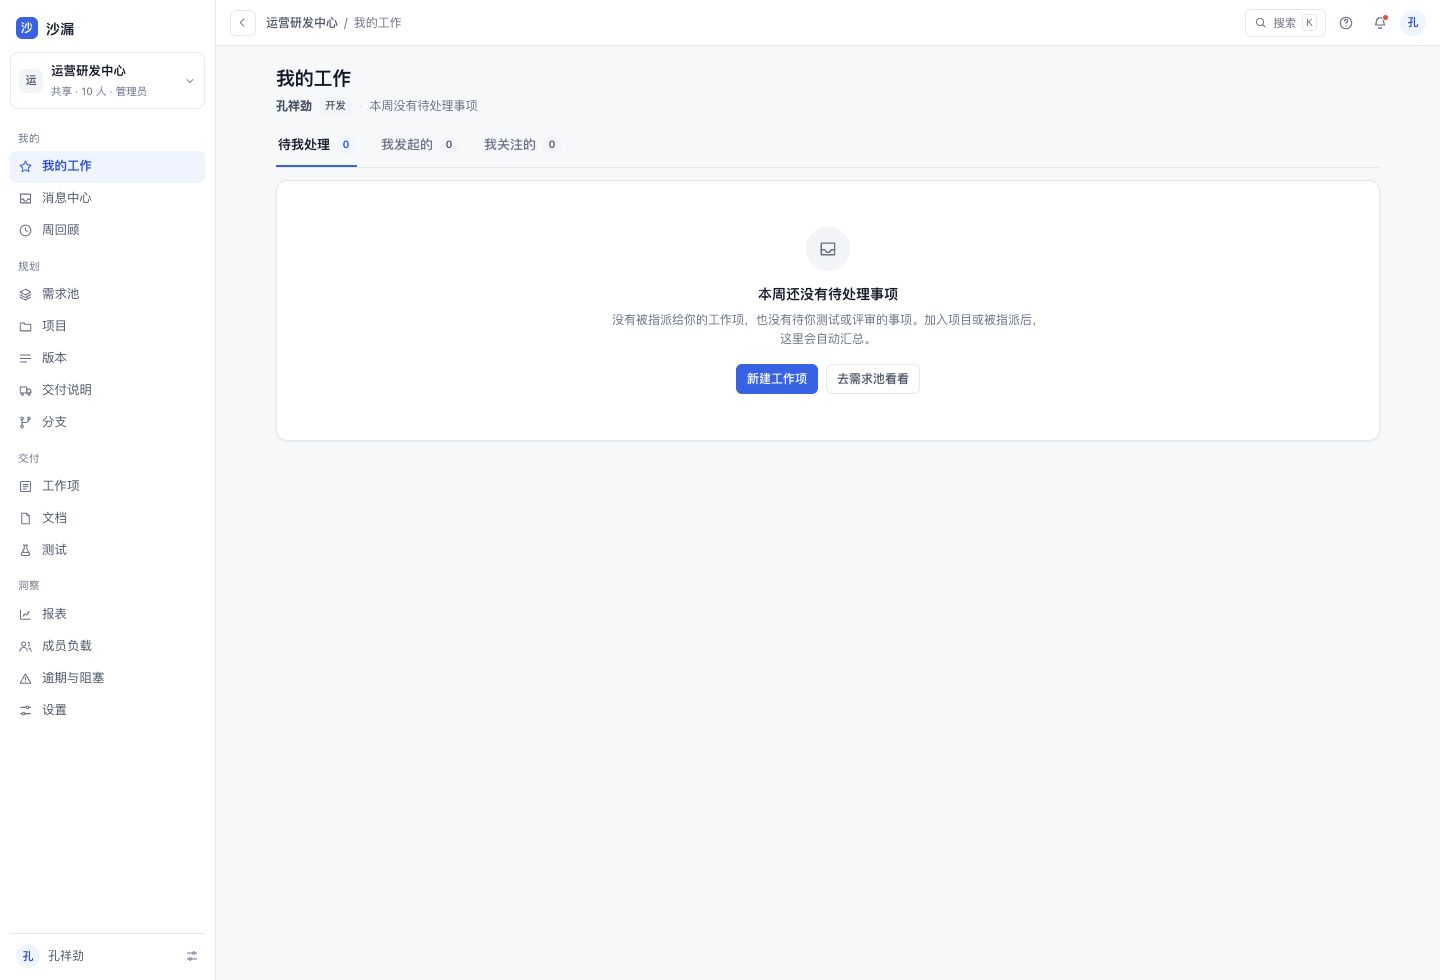 沙 沙漏
运 运营研发中心
共享 · 10 人 · 管理员
我的
我的工作
消息中心
周回顾
规划
需求池
项目
版本
交付说明
分支
交付
工作项
文档
测试
洞察
报表
成员负载
逾期与阻塞
设置
孔 孔祥劲
运营研发中心 / 我的工作
搜索 K
孔
我的工作
孔祥劲 开发 · 本周没有待处理事项
待我处理 0 我发起的 0 我关注的 0
本周还没有待处理事项
没有被指派给你的工作项，也没有待你测试或评审的事项。加入项目或被指派后，
这里会自动汇总。
新建工作项 去需求池看看